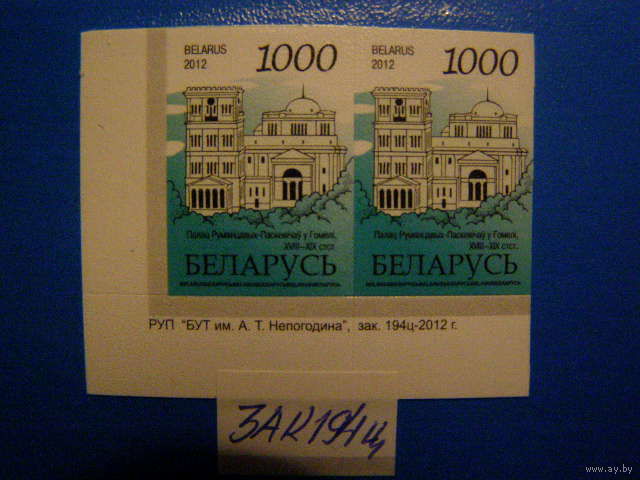 BELARUS
2012
1000
Палац Румянцавых-Паскевічаў у Гомелі,
XVIII–XIX стст.
БЕЛАРУСЬ
BELARUS
2012
1000
Палац Румянцавых-Паскевічаў у Гомелі,
XVIII–XIX стст.
БЕЛАРУСЬ
РУП "БУТ им. А. Т. Непогодина", зак. 194ц-2012 г.
ЗАК194ц
www.ay.by